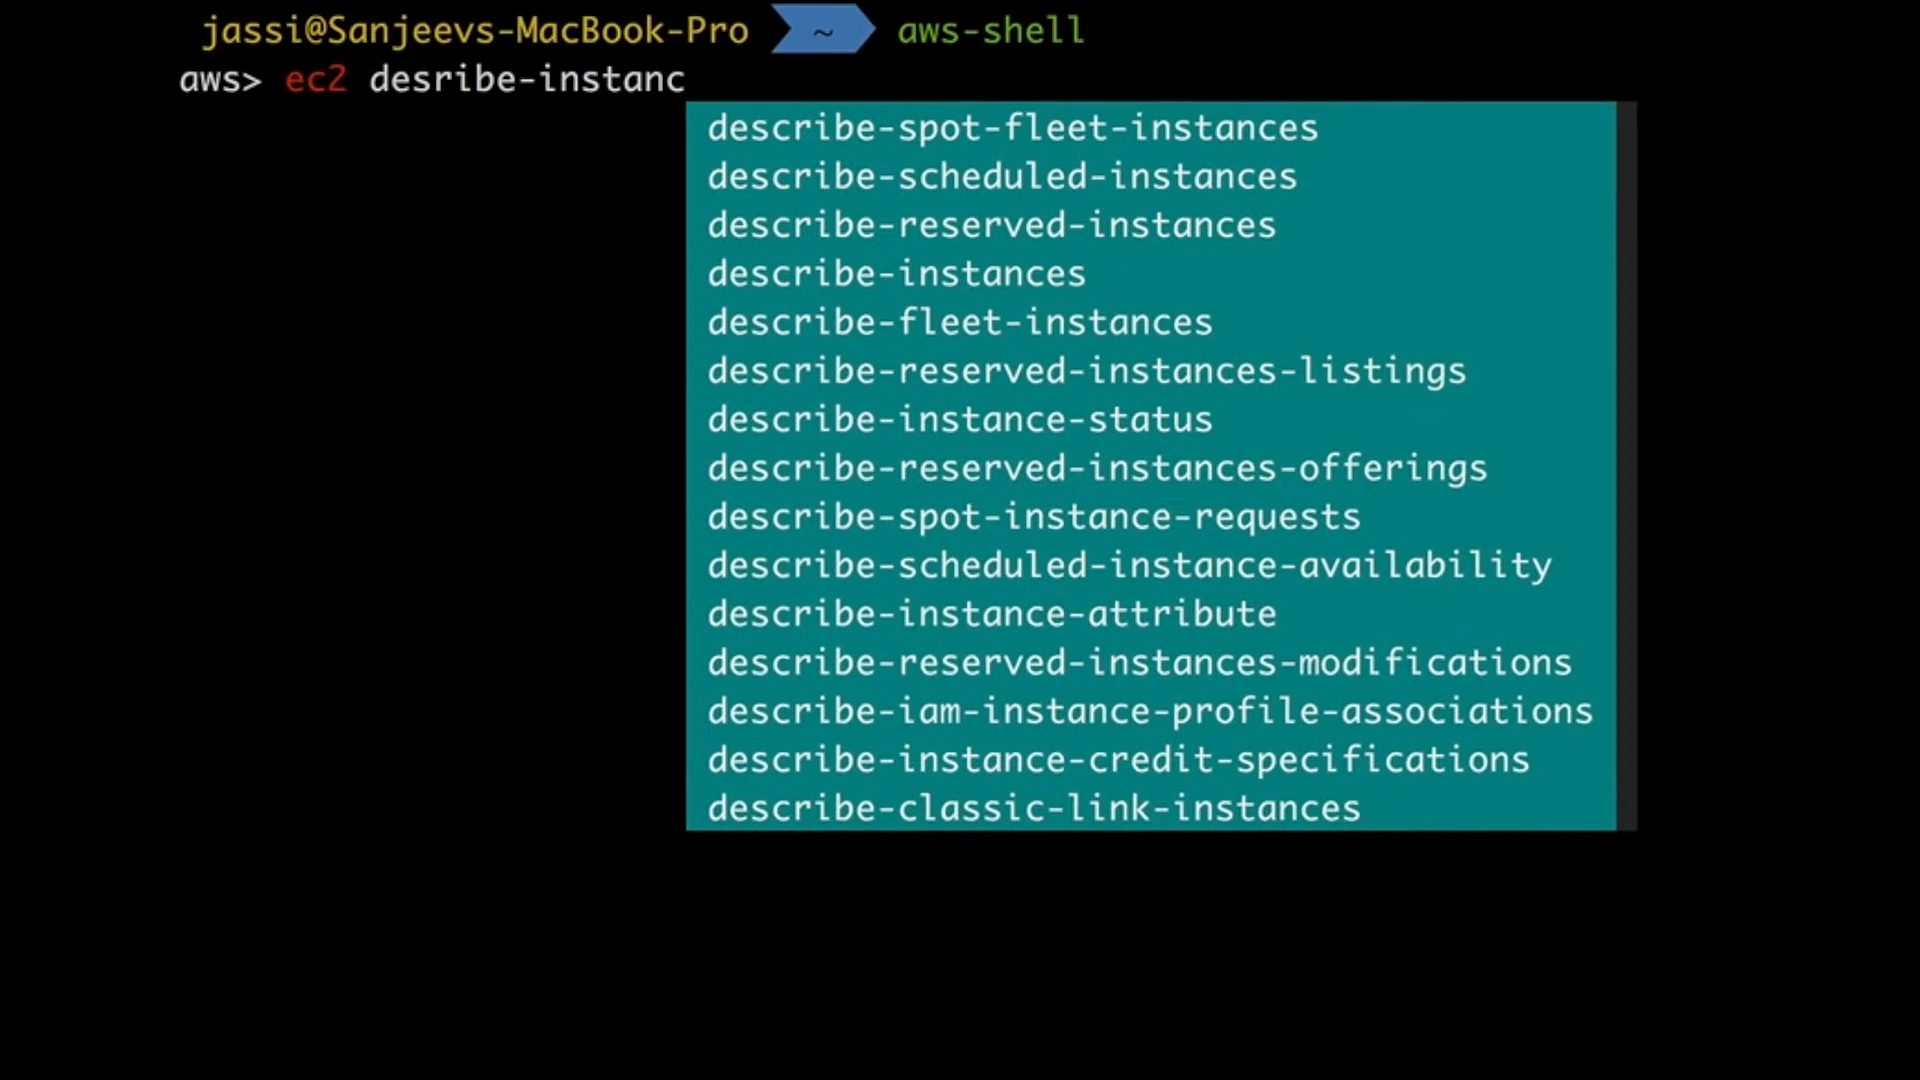 jassi@Sanjeevs-MacBook-Pro ~ aws-shell
aws> ec2 desribe-instanc
describe-spot-fleet-instances
describe-scheduled-instances
describe-reserved-instances
describe-instances
describe-fleet-instances
describe-reserved-instances-listings
describe-instance-status
describe-reserved-instances-offerings
describe-spot-instance-requests
describe-scheduled-instance-availability
describe-instance-attribute
describe-reserved-instances-modifications
describe-iam-instance-profile-associations
describe-instance-credit-specifications
describe-classic-link-instances